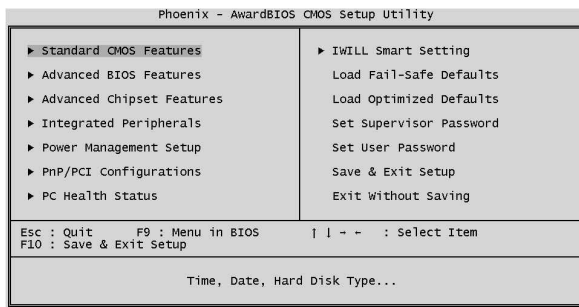 Phoenix - AwardBIOS CMOS Setup Utility
▶ Standard CMOS Features
▶ Advanced BIOS Features
▶ Advanced Chipset Features
▶ Integrated Peripherals
▶ Power Management Setup
▶ PnP/PCI Configurations
▶ PC Health Status
▶ IWILL Smart Setting
Load Fail-Safe Defaults
Load Optimized Defaults
Set Supervisor Password
Set User Password
Save & Exit Setup
Exit Without Saving
Esc : Quit F9 : Menu in BIOS ↑ ↓ → ← : Select Item
F10 : Save & Exit Setup
Time, Date, Hard Disk Type...